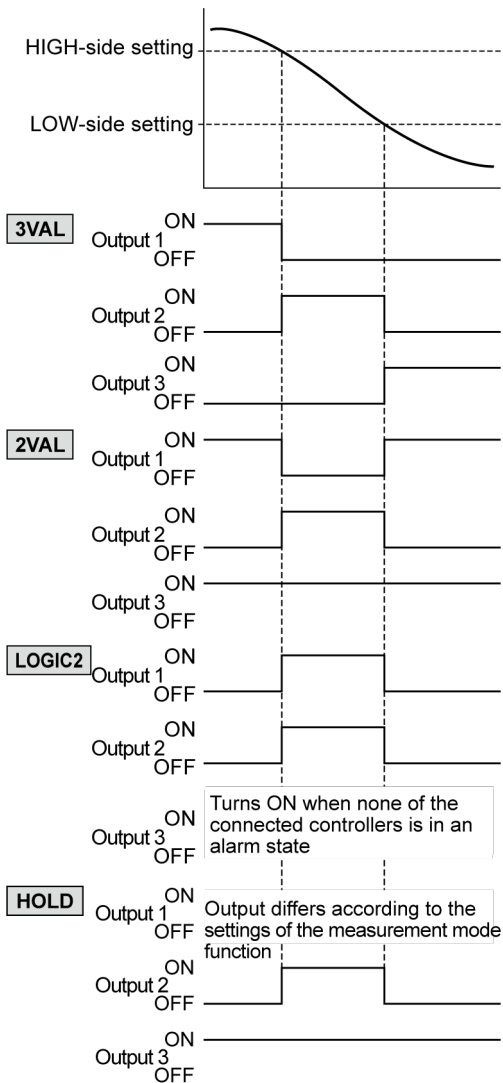 HIGH-side setting
LOW-side setting
3VAL
ON
Output 1
OFF
ON
Output 2
OFF
ON
Output 3
OFF
2VAL
ON
Output 1
OFF
ON
Output 2
OFF
ON
Output 3
OFF
LOGIC2
ON
Output 1
OFF
ON
Output 2
OFF
ON
Output 3
OFF
Turns ON when none of the
connected controllers is in an
alarm state
HOLD
ON
Output 1
OFF
Output differs according to the
settings of the measurement mode
function
ON
Output 2
OFF
ON
Output 3
OFF